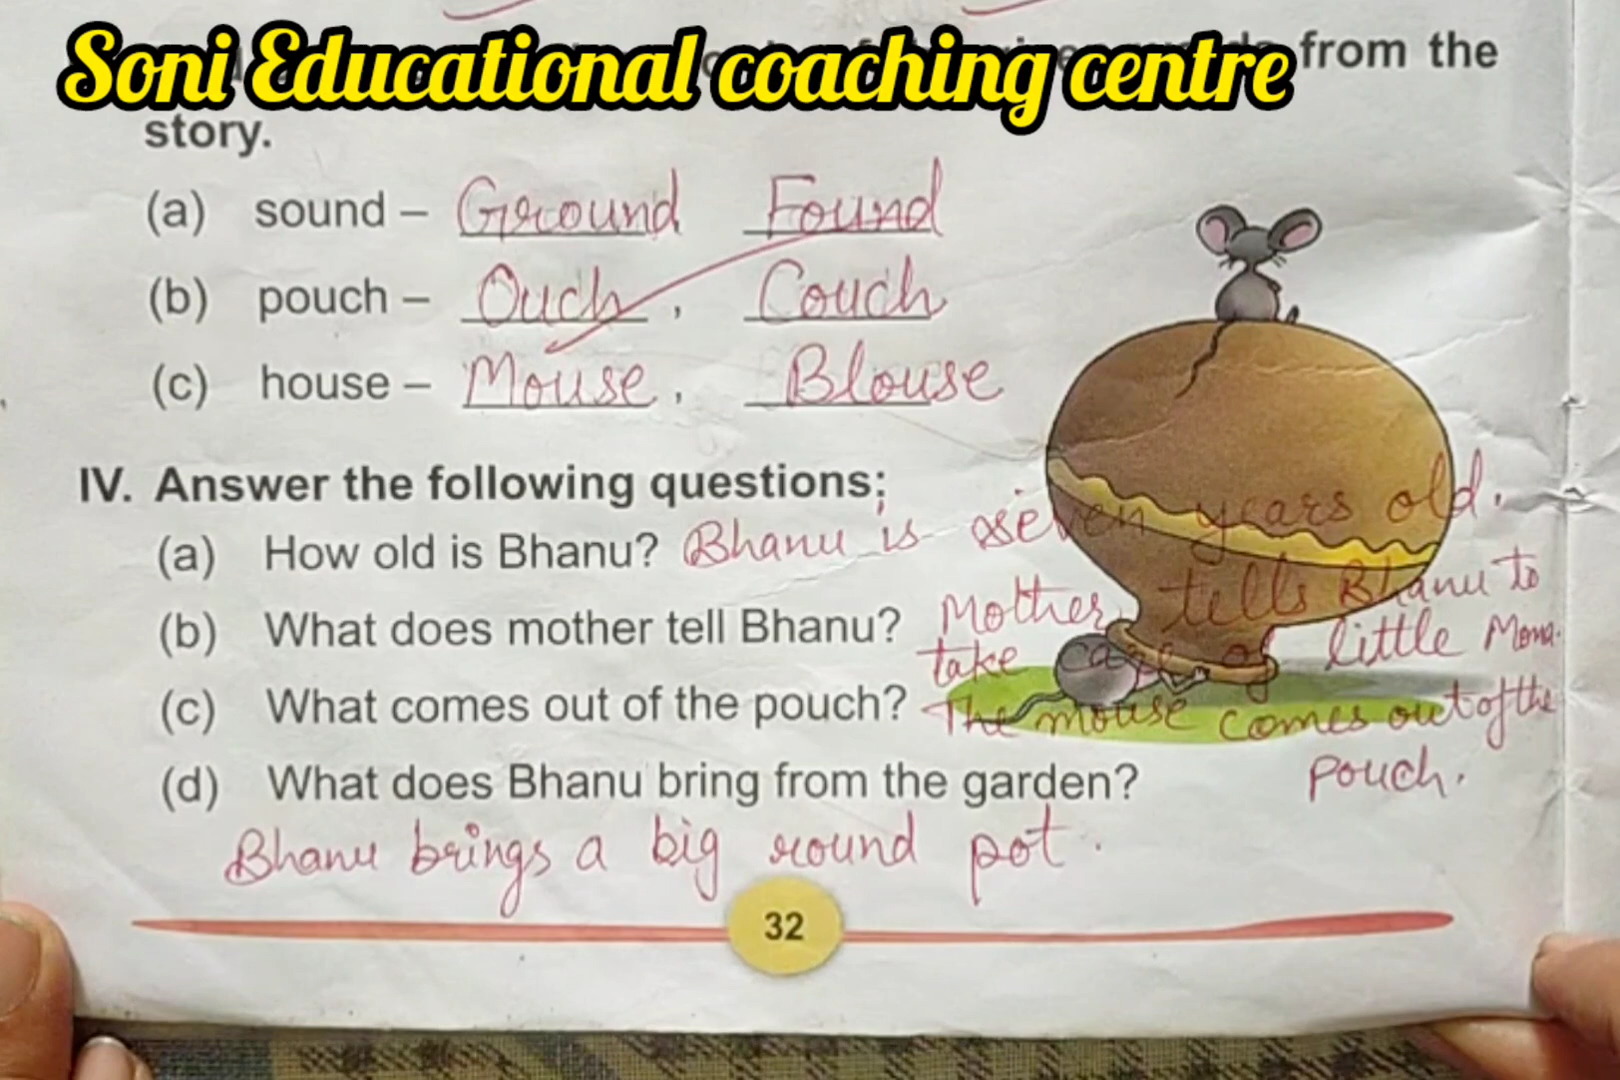 Soni Educational coaching centre
from the
story.
(a) sound – Ground Found
(b) pouch – Ouch , Couch
(c) house – Mouse , Blouse
IV. Answer the following questions:
(a) How old is Bhanu? Bhanu is seven years old.
(b) What does mother tell Bhanu? Mother tells Bhanu to
take care of little Mona.
(c) What comes out of the pouch? The mouse comes out of the
pouch.
(d) What does Bhanu bring from the garden?
Bhanu brings a big round pot.
32